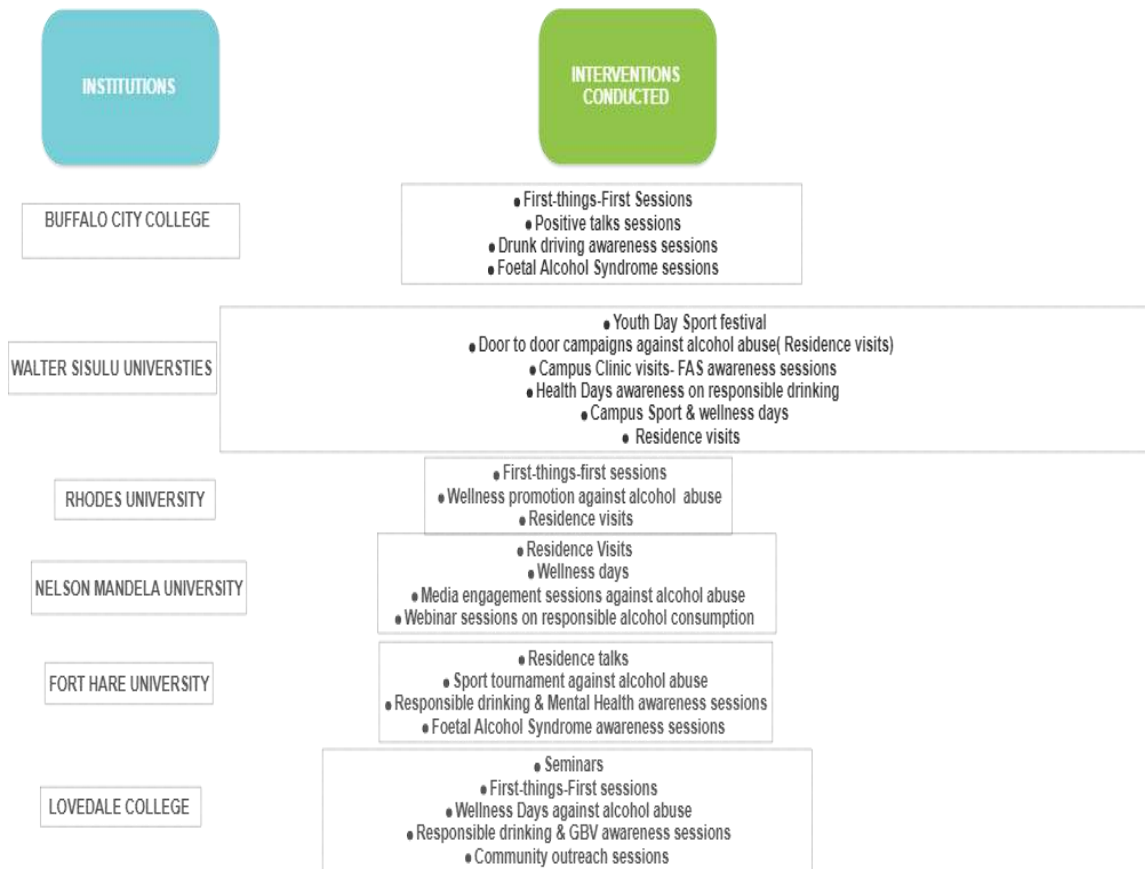 INSTITUTIONS
INTERVENTIONS
CONDUCTED
BUFFALO CITY COLLEGE
● First-things-First Sessions
● Positive talks sessions
● Drunk driving awareness sessions
● Foetal Alcohol Syndrome sessions
WALTER SISULU UNIVERSTIES
● Youth Day Sport festival
● Door to door campaigns against alcohol abuse( Residence visits)
● Campus Clinic visits- FAS awareness sessions
● Health Days awareness on responsible drinking
● Campus Sport & wellness days
● Residence visits
RHODES UNIVERSITY
● First-things-first sessions
● Wellness promotion against alcohol abuse
● Residence visits
NELSON MANDELA UNIVERSITY
● Residence Visits
● Wellness days
● Media engagement sessions against alcohol abuse
● Webinar sessions on responsible alcohol consumption
FORT HARE UNIVERSITY
● Residence talks
● Sport tournament against alcohol abuse
● Responsible drinking & Mental Health awareness sessions
● Foetal Alcohol Syndrome awareness sessions
LOVEDALE COLLEGE
● Seminars
● First-things-First sessions
● Wellness Days against alcohol abuse
● Responsible drinking & GBV awareness sessions
● Community outreach sessions